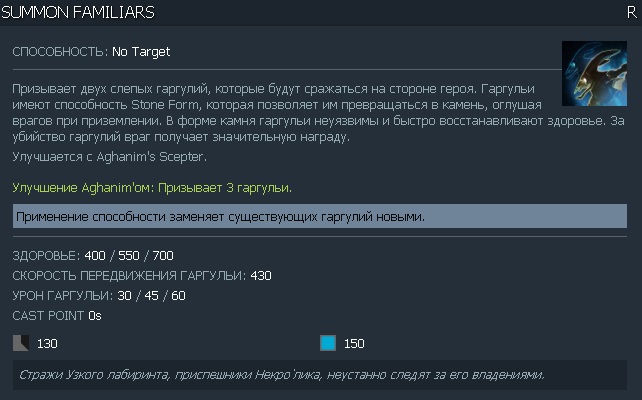 SUMMON FAMILIARS R
СПОСОБНОСТЬ: No Target
Призывает двух слепых гаргулий, которые будут сражаться на стороне героя. Гаргульи
имеют способность Stone Form, которая позволяет им превращаться в камень, оглушая
врагов при приземлении. В форме камня гаргульи неуязвимы и быстро восстанавливают здоровье. За
убийство гаргулий враг получает значительную награду.
Улучшается с Aghanim's Scepter.
Улучшение Aghanim'ом: Призывает 3 гаргульи.
Применение способности заменяет существующих гаргулий новыми.
ЗДОРОВЬЕ: 400 / 550 / 700
СКОРОСТЬ ПЕРЕДВИЖЕНИЯ ГАРГУЛЬИ: 430
УРОН ГАРГУЛЬИ: 30 / 45 / 60
CAST POINT 0s
130 150
Стражи Узкого лабиринта, приспешники Некро'лика, неустанно следят за его владениями.